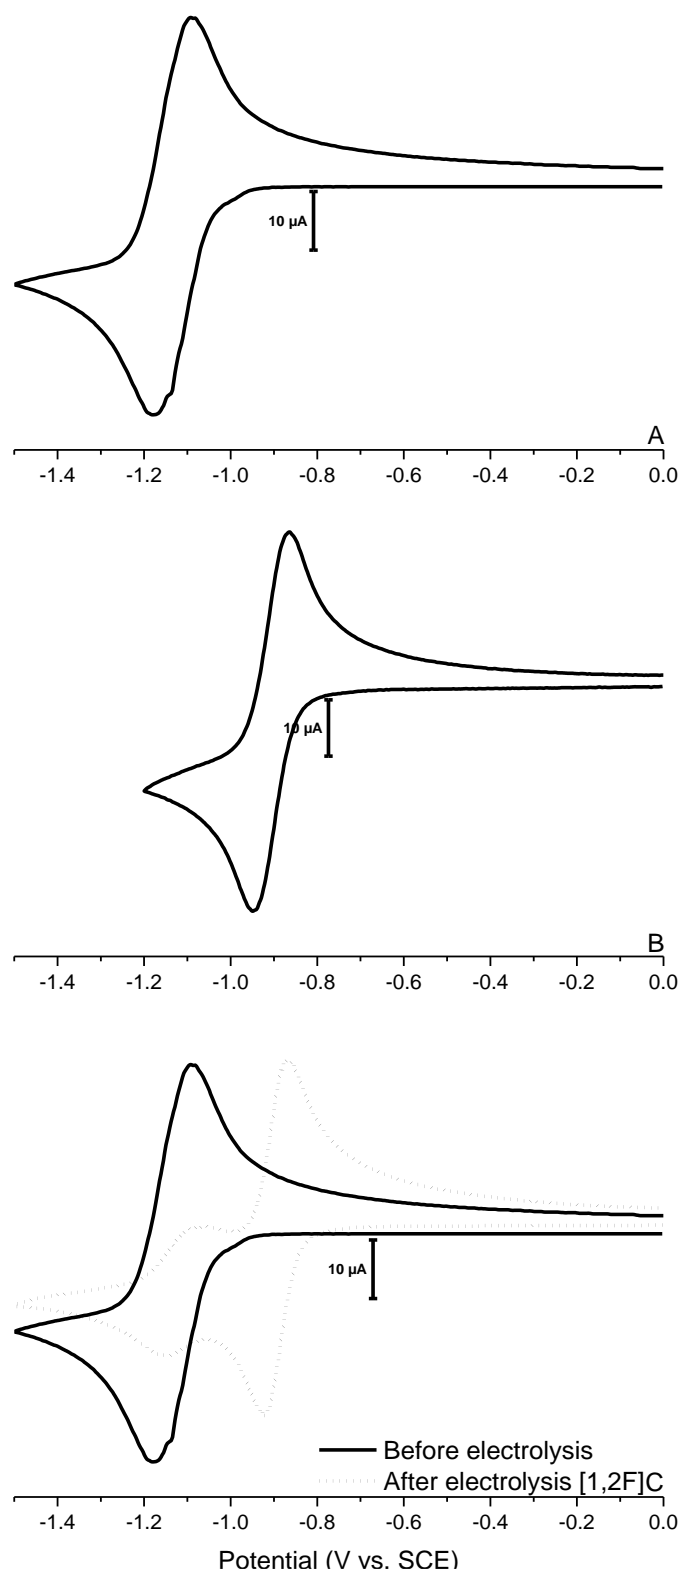 10 µA
A
-1.4 -1.2 -1.0 -0.8 -0.6 -0.4 -0.2 0.0
10 µA
B
-1.4 -1.2 -1.0 -0.8 -0.6 -0.4 -0.2 0.0
10 µA
Before electrolysis
After electrolysis [1,2F]C
-1.4 -1.2 -1.0 -0.8 -0.6 -0.4 -0.2 0.0
Potential (V vs. SCE)